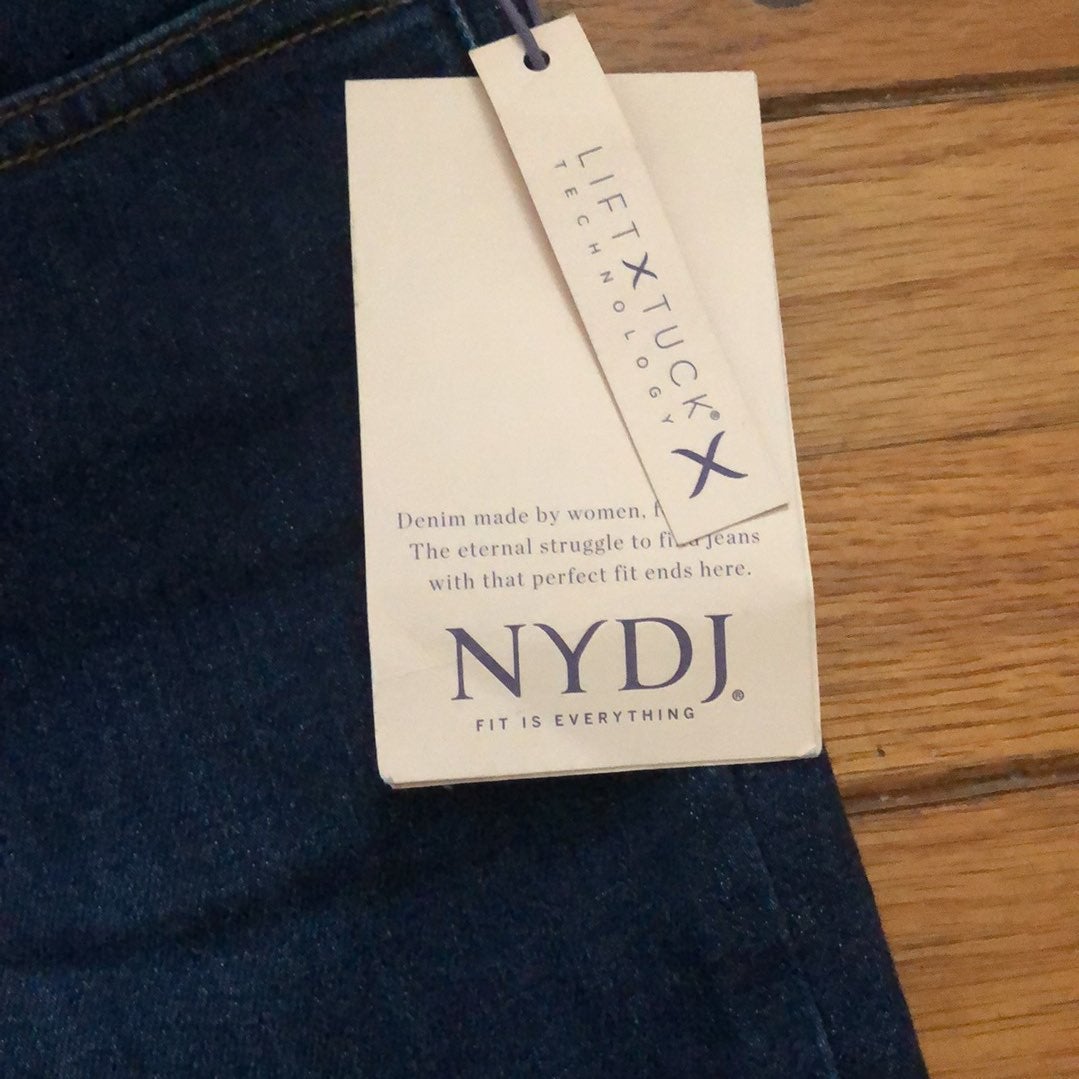 LIFTXTUCK®
TECHNOLOGY
X
Denim made by women,
The eternal struggle to find jeans
with that perfect fit ends here.
NYDJ®
FIT IS EVERYTHING